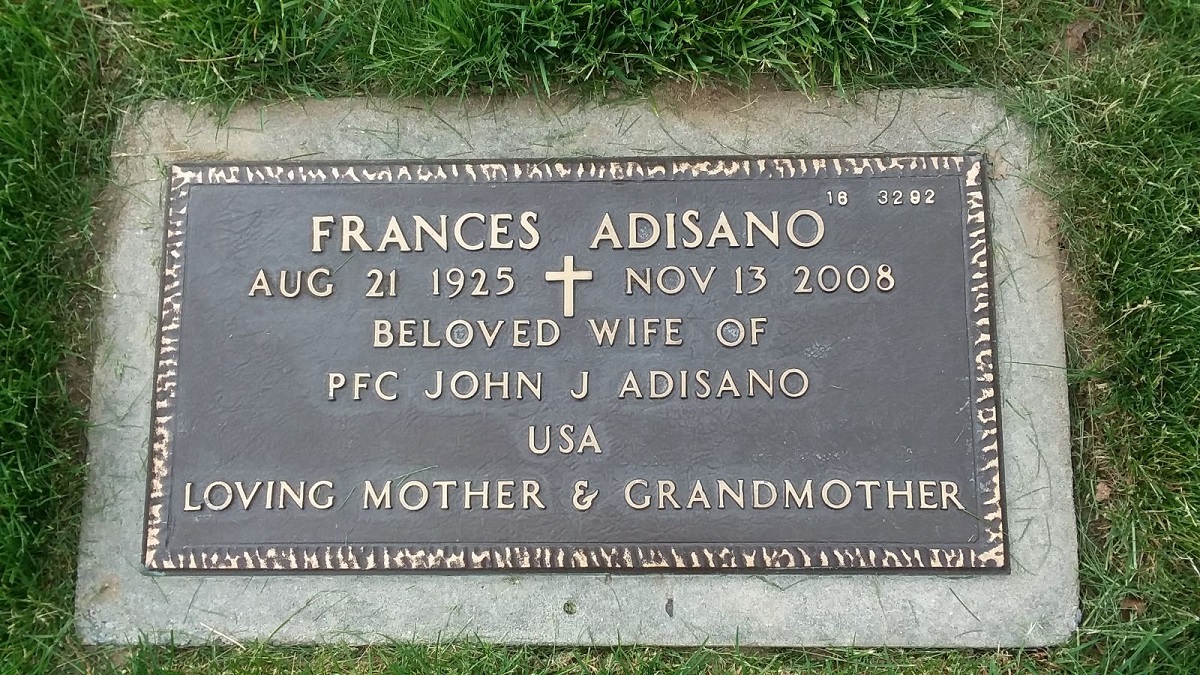 16 3292
FRANCES ADISANO
AUG 21 1925 NOV 13 2008
BELOVED WIFE OF
PFC JOHN J ADISANO
USA
LOVING MOTHER & GRANDMOTHER